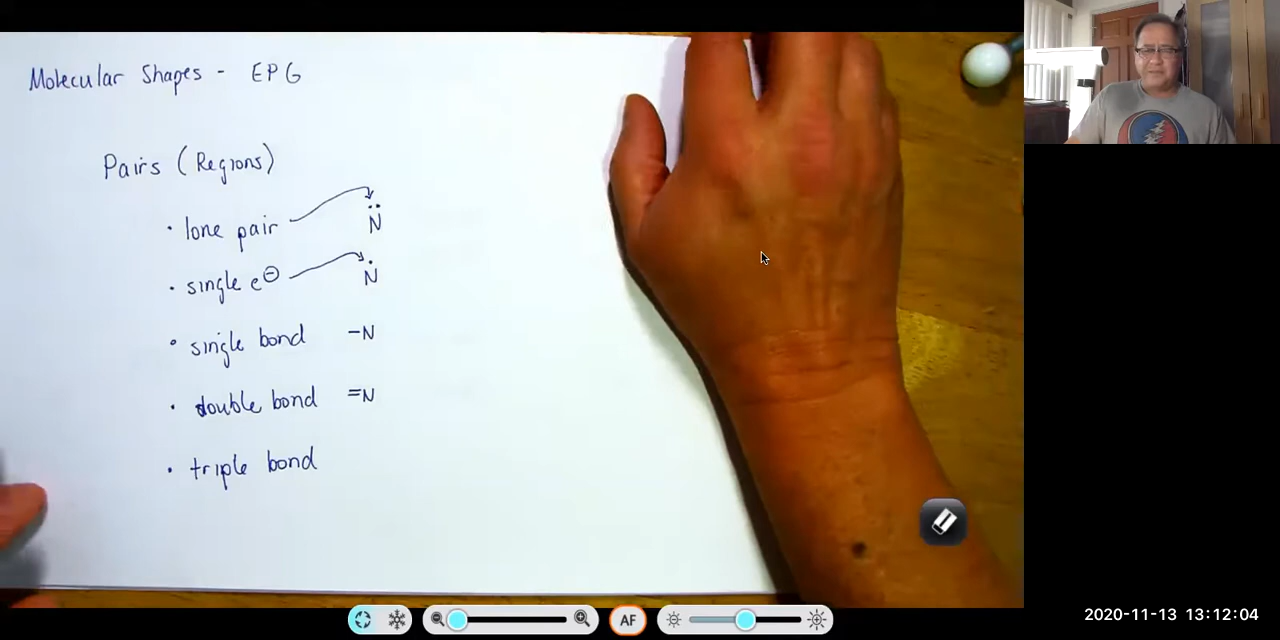 Molecular Shapes - EPG
Pairs (Regions)
• lone pair N̈
• single e⊖ Ṅ
• single bond -N
• double bond =N
• triple bond
AF
2020-11-13 13:12:04